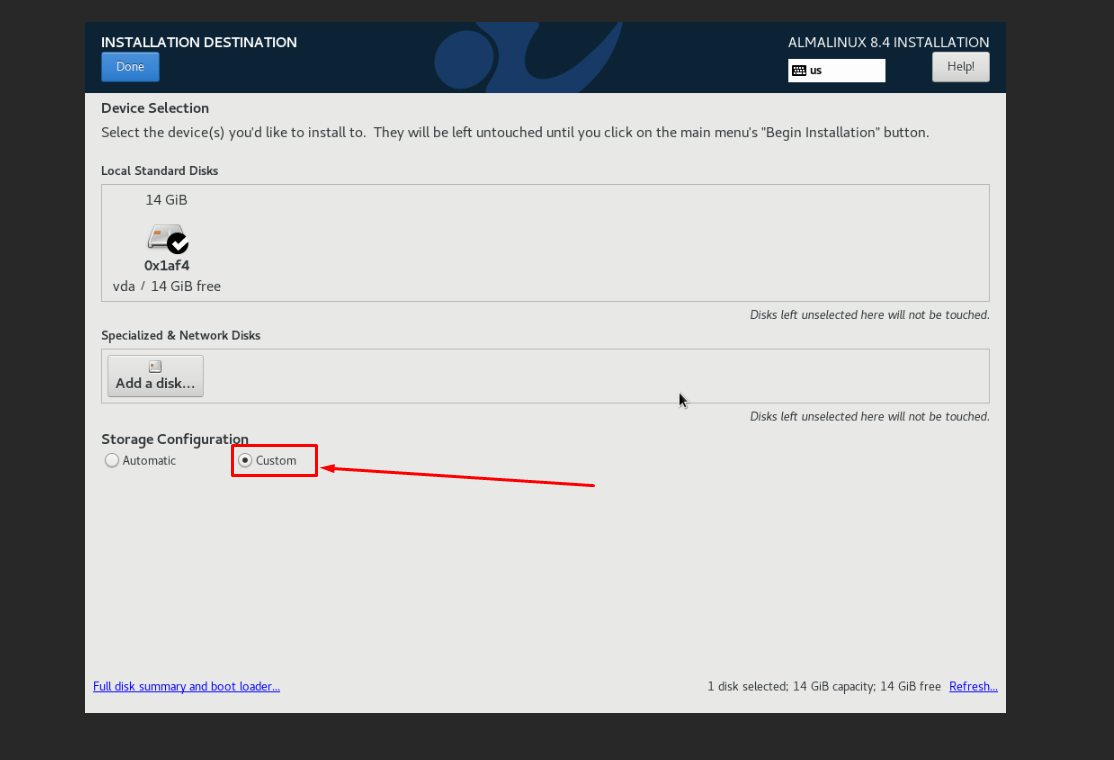 INSTALLATION DESTINATION
ALMALINUX 8.4 INSTALLATION
Done
us
Help!
Device Selection
Select the device(s) you'd like to install to.  They will be left untouched until you click on the main menu's "Begin Installation" button.
Local Standard Disks
14 GiB
0x1af4
vda / 14 GiB free
Disks left unselected here will not be touched.
Specialized & Network Disks
Add a disk...
Disks left unselected here will not be touched.
Storage Configuration
Automatic
Custom
Full disk summary and boot loader...
1 disk selected; 14 GiB capacity; 14 GiB free
Refresh...